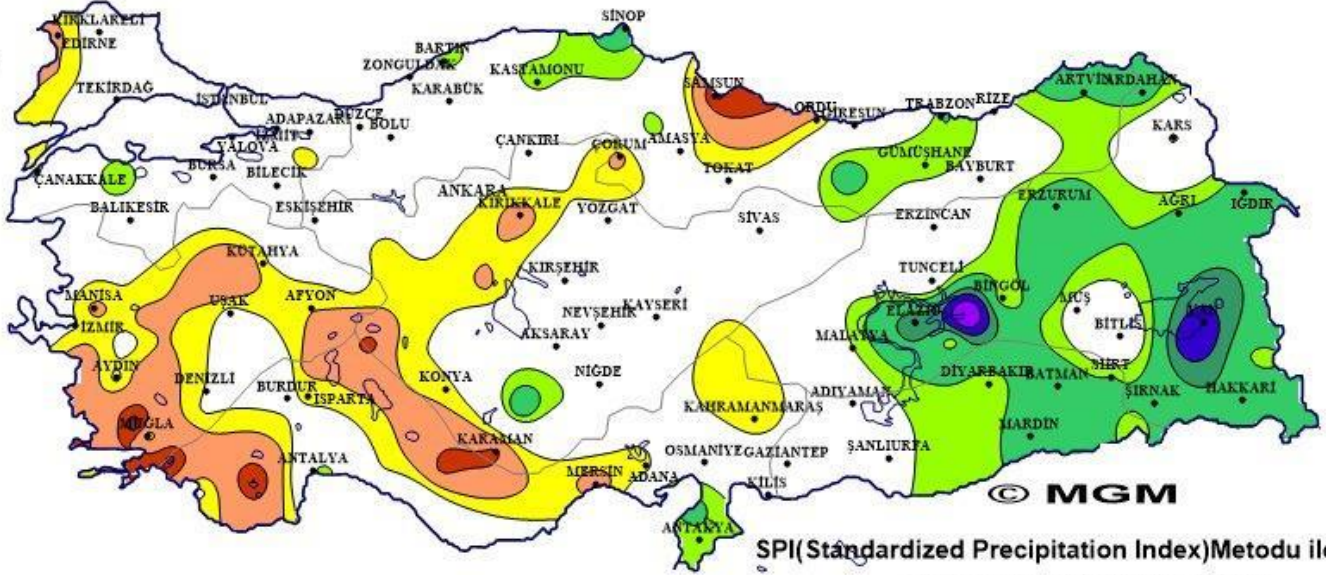 KIRKLARELİ
EDİRNE
TEKİRDAĞ
İSTANBUL
ÇANAKKALE
BALIKESİR
YALOVA
BURSA
BİLECİK
ADAPAZARI
DÜZCE
BOLU
ESKİŞEHİR
ZONGULDAK
BARTIN
KARABÜK
KASTAMONU
SİNOP
ÇANKIRI
ANKARA
KIRIKKALE
ÇORUM
AMASYA
SAMSUN
TOKAT
YOZGAT
SİVAS
ORDU
GİRESUN
TRABZON
RİZE
GÜMÜŞHANE
BAYBURT
ARTVİN
ARDAHAN
KARS
ERZURUM
ERZİNCAN
AĞRI
IĞDIR
KÜTAHYA
MANİSA
UŞAK
AFYON
İZMİR
AYDIN
DENİZLİ
BURDUR
ISPARTA
MUĞLA
ANTALYA
KONYA
KARAMAN
KIRŞEHİR
NEVŞEHİR
KAYSERİ
AKSARAY
NİĞDE
MERSİN
ADANA
KAHRAMANMARAŞ
OSMANİYE
GAZİANTEP
KİLİS
ANTAKYA
MALATYA
ADIYAMAN
ŞANLIURFA
TUNCELİ
ELAZIĞ
BİNGÖL
MUŞ
BİTLİS
DİYARBAKIR
BATMAN
SİİRT
ŞIRNAK
HAKKARİ
MARDİN
© MGM
SPI(Standardized Precipitation Index)Metodu ile